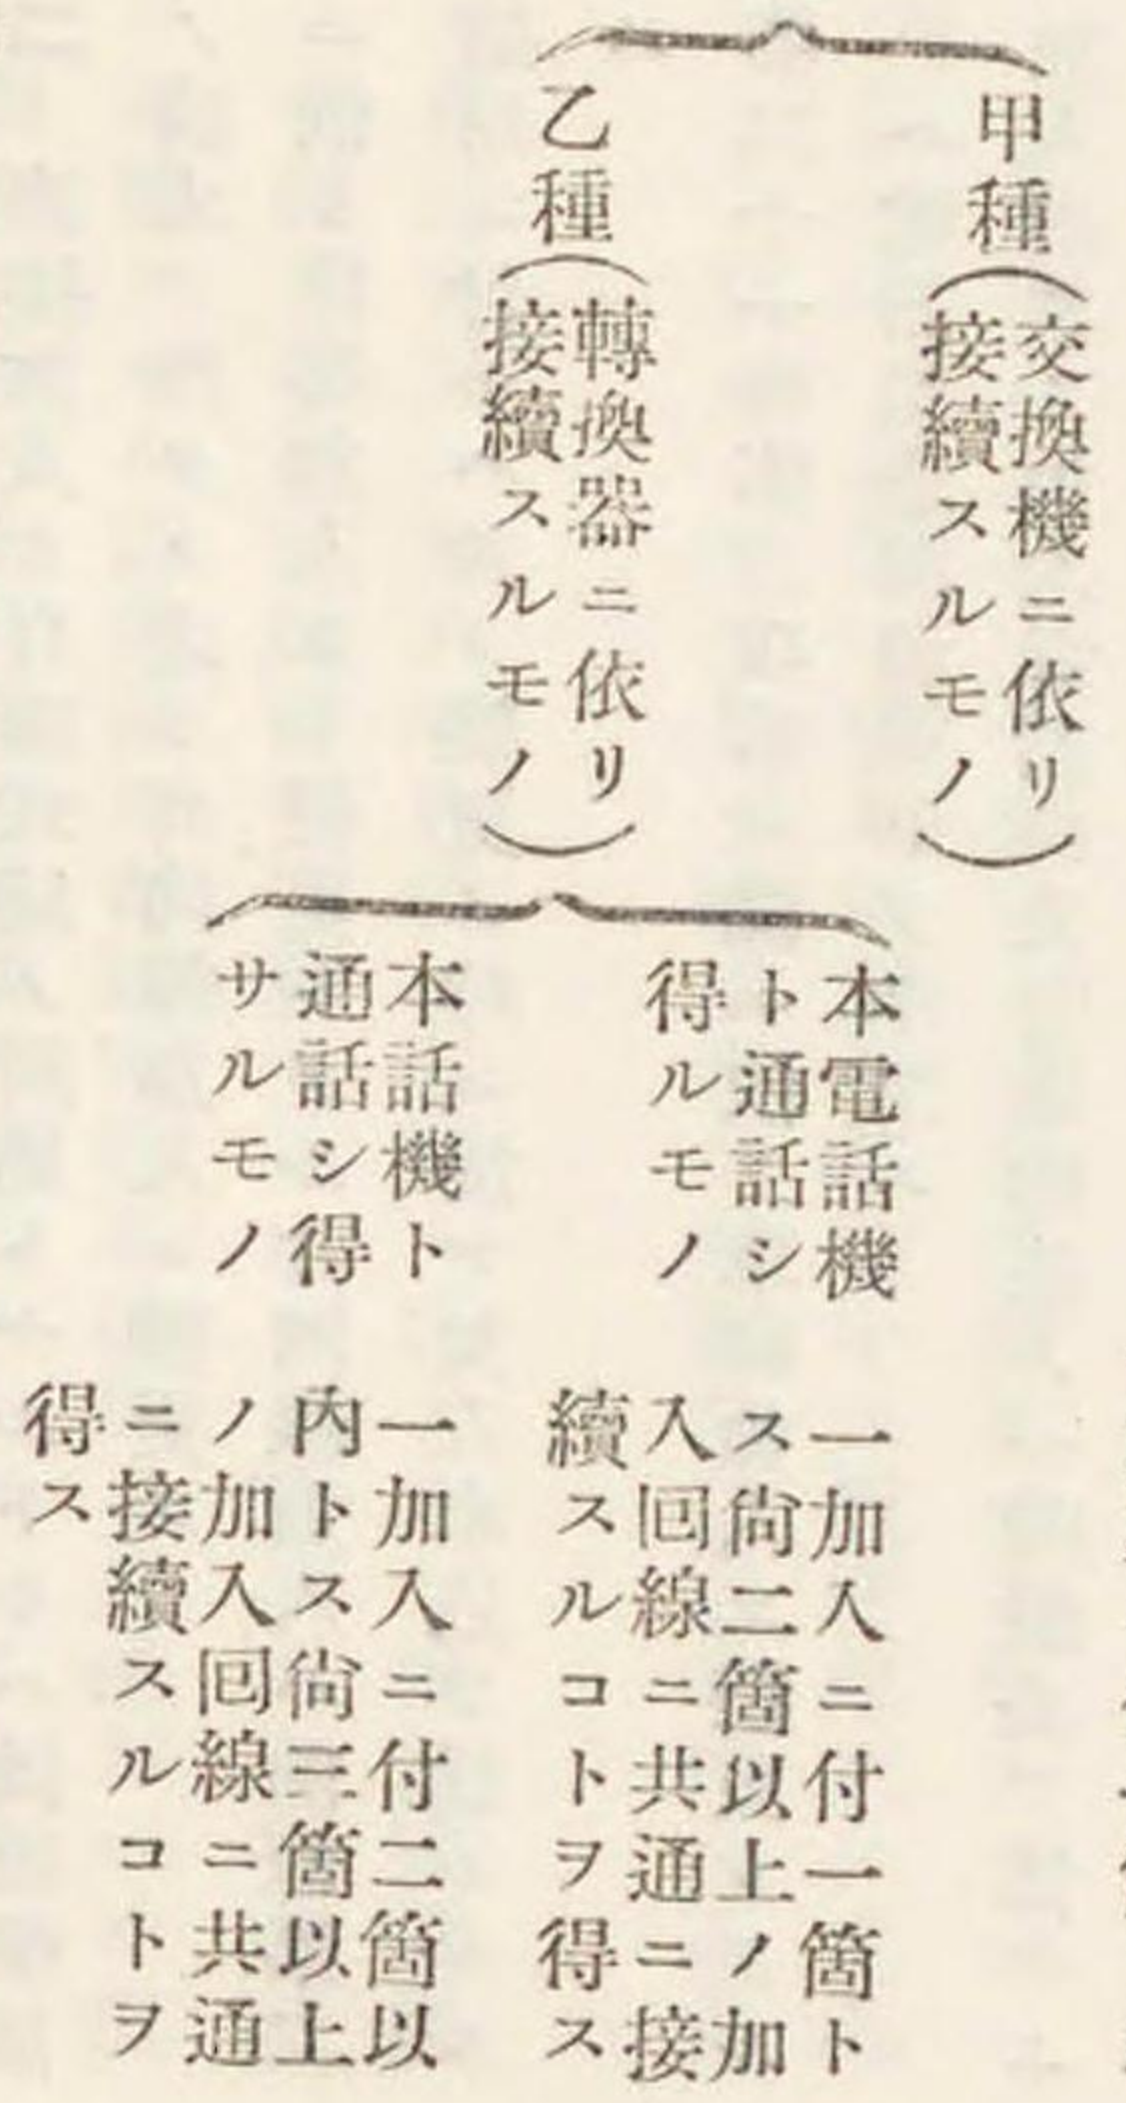 甲種(交換機ニ依リ
接續スルモノ)
乙種(轉換器ニ依リ
接續スルモノ)
本電話機
ト通話シ
得ルモノ
一加入ニ付一箇ト
ス尙二箇以上ノ加
入回線ニ共通ニ接
續スルコトヲ得ス
本話機ト
通話シ得
サルモノ
一加入ニ付二箇以
內トス尙三箇以上
ノ加入回線ニ共通
ニ接續スルコトヲ
得ス